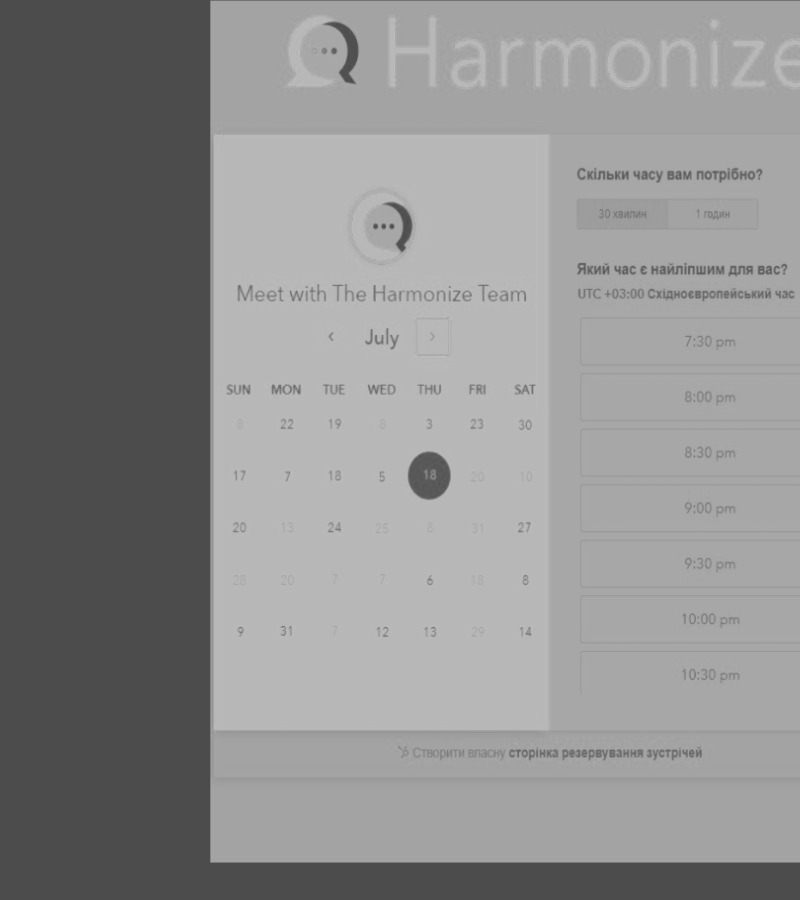 Harmonize
Meet with The Harmonize Team
July
SUN MON TUE WED THU FRI SAT
6 22 19 8 3 23 30
17 7 18 5 18 20 10
20 13 24 25 8 31 27
28 20 7 7 6 18 8
9 31 7 12 13 29 14
Скільки часу вам потрібно?
30 хвилин 1 годин
Який час є найліпшим для вас?
UTC +03:00 Східноєвропейський час
7:30 pm
8:00 pm
8:30 pm
9:00 pm
9:30 pm
10:00 pm
10:30 pm
Створити власну сторінка резервування зустрічей